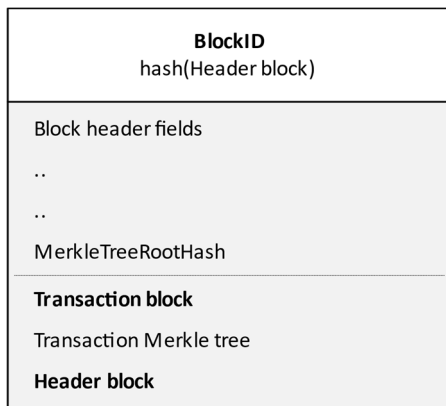 BlockID
hash(Header block)
Block header fields
..
..
MerkleTreeRootHash
Transaction block
Transaction Merkle tree
Header block